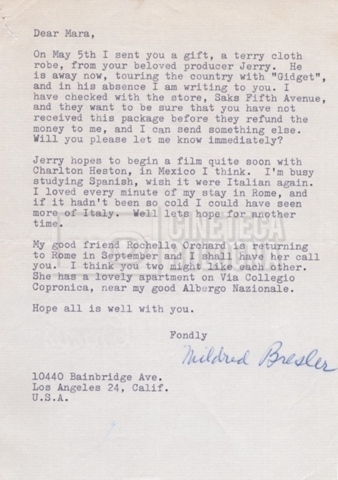 Dear Mara,
On May 5th I sent you a gift, a terry cloth
robe, from your beloved producer Jerry. He
is away now, touring the country with "Gidget",
and in his absence I am writing to you. I
have checked with the store, Saks Fifth Avenue,
and they want to be sure that you have not
received this package before they refund the
money to me, and I can send something else.
Will you please let me know immediately?
Jerry hopes to begin a film quite soon with
Charlton Heston, in Mexico I think. I'm busy
studying Spanish, wish it were Italian again.
I loved every minute of my stay in Rome, and
if it hadn't been so cold I could have seen
more of Italy. Well lets hope for another
time.
My good friend Rochelle Orchard is returning
to Rome in September and I shall have her call
you. I think you two might like each other.
She has a lovely apartment on Via Collegio
Copronica, near my good Albergo Nazionale.
Hope all is well with you.
Fondly
Mildred Bresler
10440 Bainbridge Ave.
Los Angeles 24, Calif.
U.S.A.
CINETECA